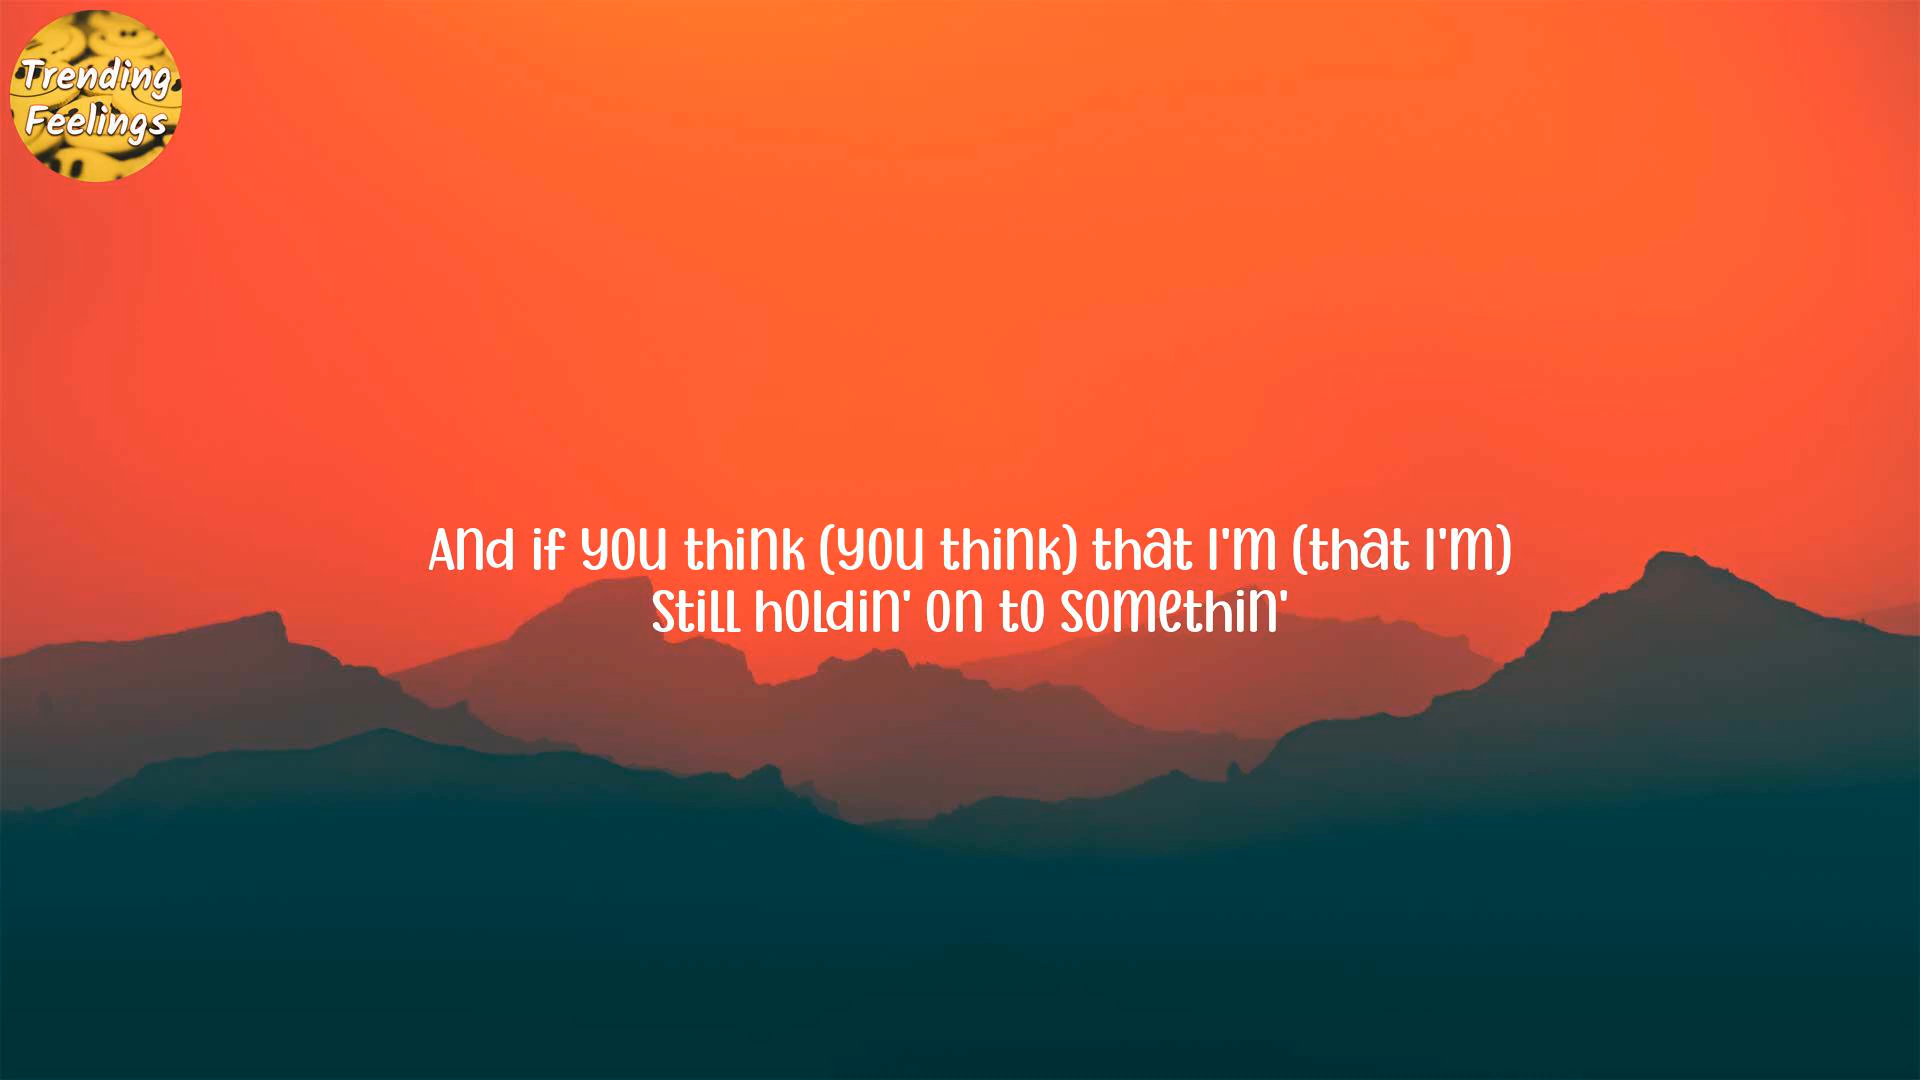 Trending
Feelings
And if you think (you think) that I'm (that I'm)
Still holdin' on to somethin'